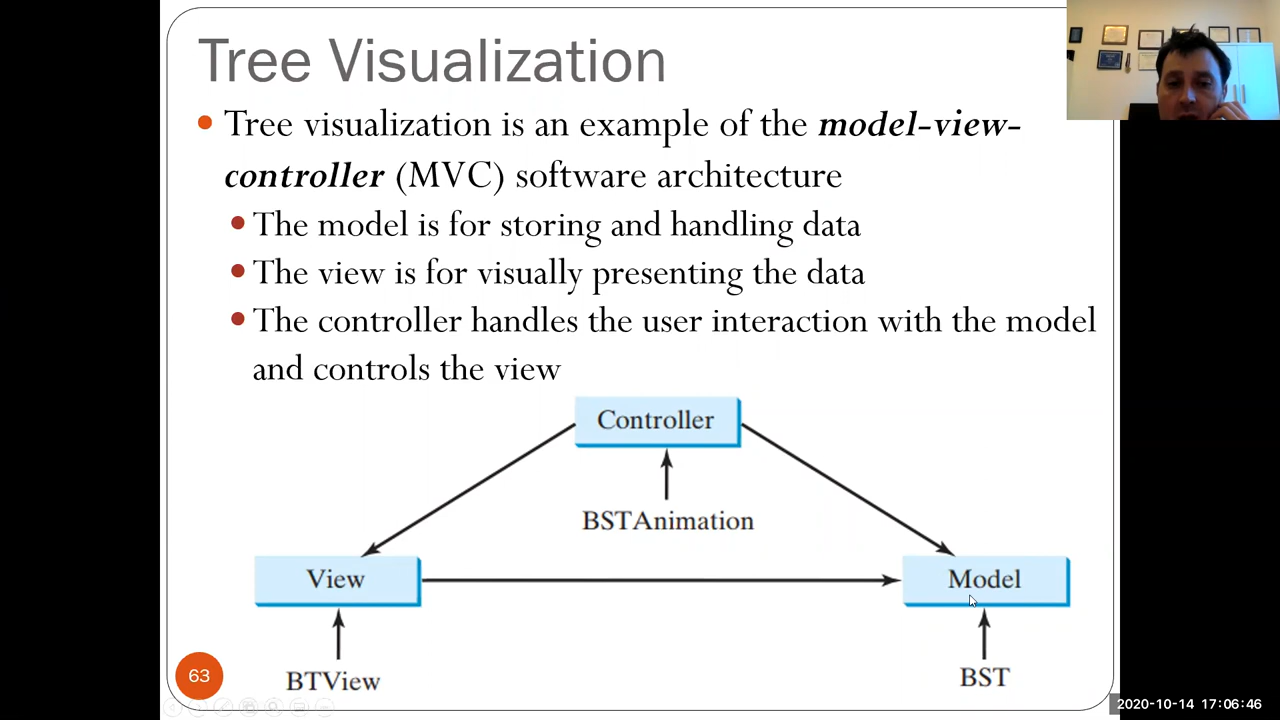 Tree Visualization
Tree visualization is an example of the model-view-
controller (MVC) software architecture
The model is for storing and handling data
The view is for visually presenting the data
The controller handles the user interaction with the model
and controls the view
Controller
BSTAnimation
View
Model
BTView
BST
63
2020-10-14 17:06:46